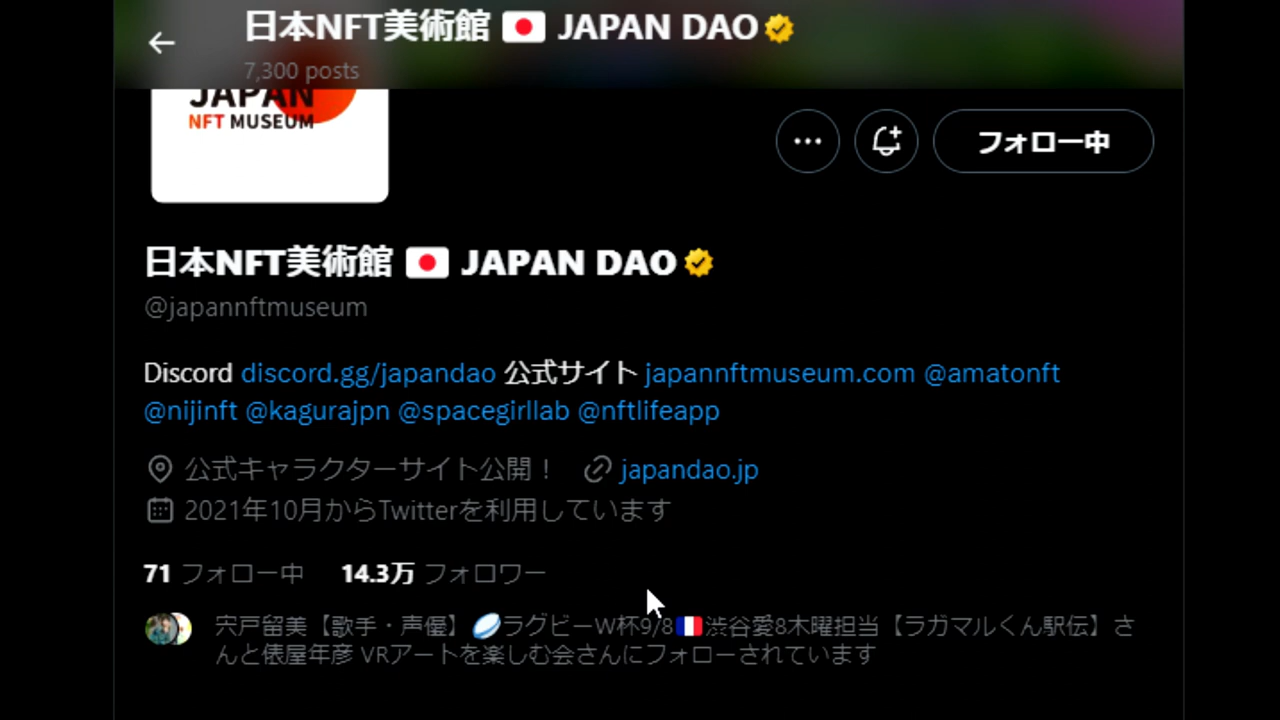 日本NFT美術館 🇯🇵 JAPAN DAO
7,300 posts
JAPAN
NFT MUSEUM
フォロー中
日本NFT美術館 🇯🇵 JAPAN DAO
@japannftmuseum
Discord discord.gg/japandao 公式サイト japannftmuseum.com @amatonft
@nijinft @kagurajpn @spacegirllab @nftlifeapp
公式キャラクターサイト公開！ japandao.jp
2021年10月からTwitterを利用しています
71 フォロー中 14.3万 フォロワー
宍戸留美【歌手・声優】🏉ラグビーW杯9/8🇫🇷渋谷愛8木曜担当【ラガマルくん駅伝】さ
んと俵屋年彦 VRアートを楽しむ会さんにフォローされています